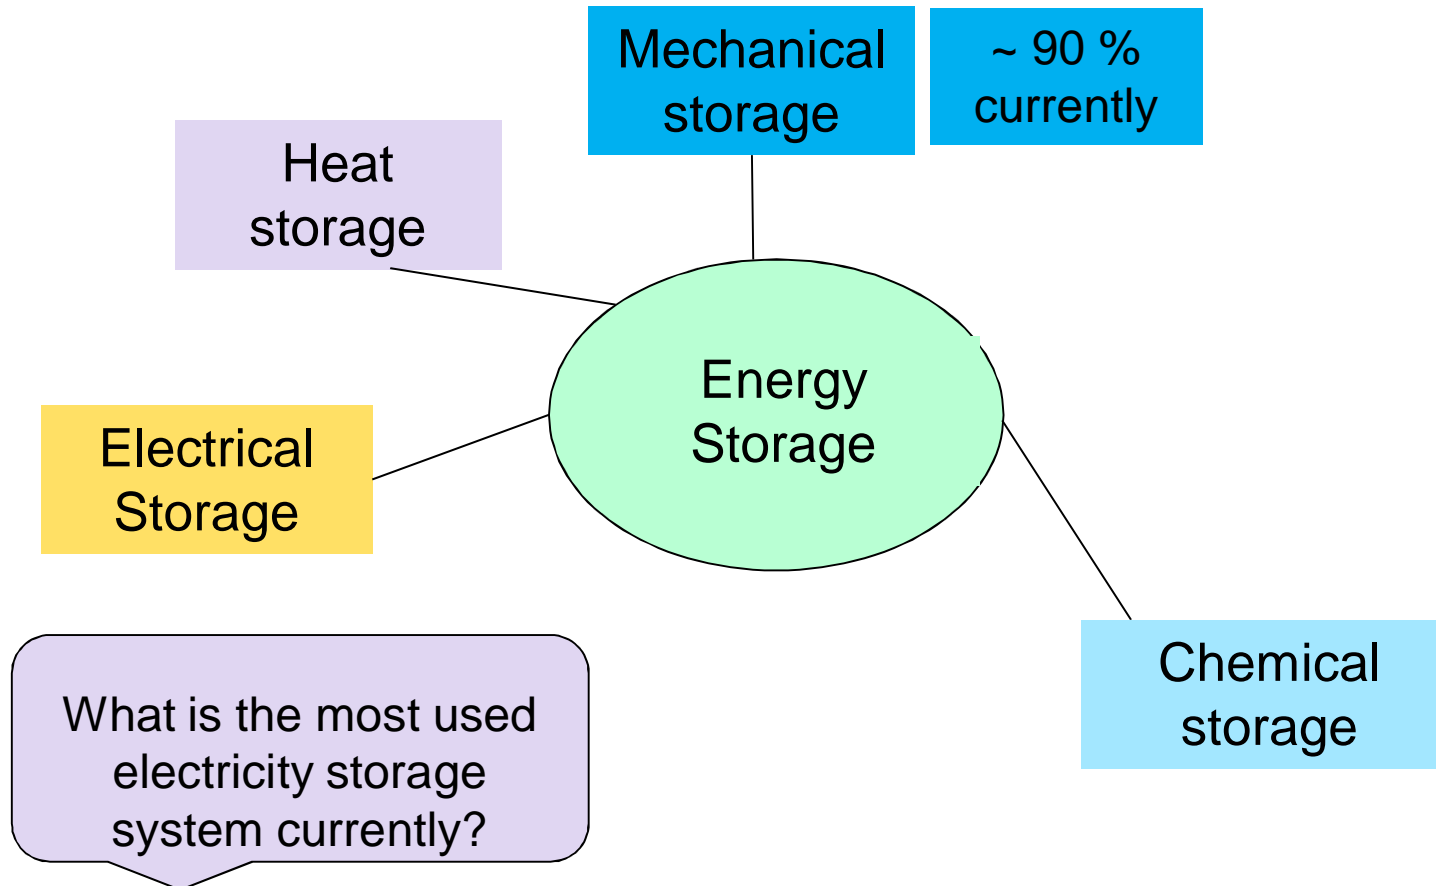 Mechanical
storage
~ 90 %
currently
Heat
storage
Energy
Storage
Electrical
Storage
Chemical
storage
What is the most used
electricity storage
system currently?